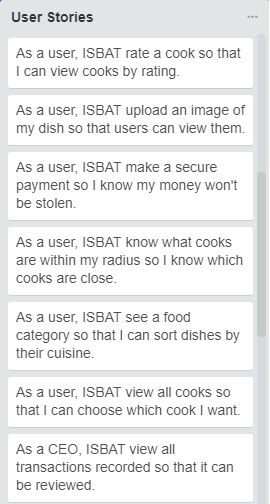 User Stories
As a user, ISBAT rate a cook so that
I can view cooks by rating.
As a user, ISBAT upload an image of
my dish so that users can view them.
As a user, ISBAT make a secure
payment so I know my money won't
be stolen.
As a user, ISBAT know what cooks
are within my radius so I know which
cooks are close.
As a user, ISBAT see a food
category so that I can sort dishes by
their cuisine.
As a user, ISBAT view all cooks so
that I can choose which cook I want.
As a CEO, ISBAT view all
transactions recorded so that it can
be reviewed.